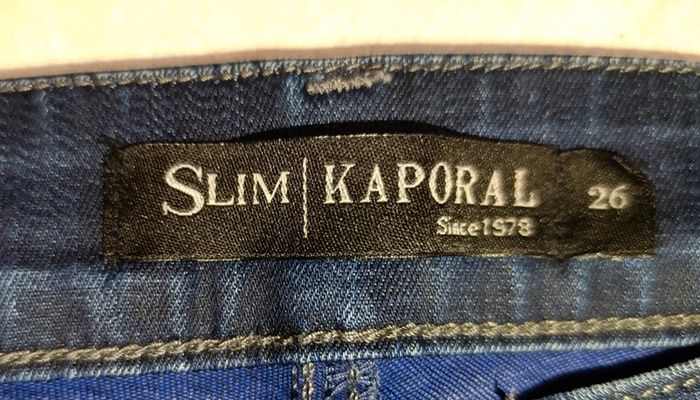 SLIM | KAPORAL 26
Since 1978